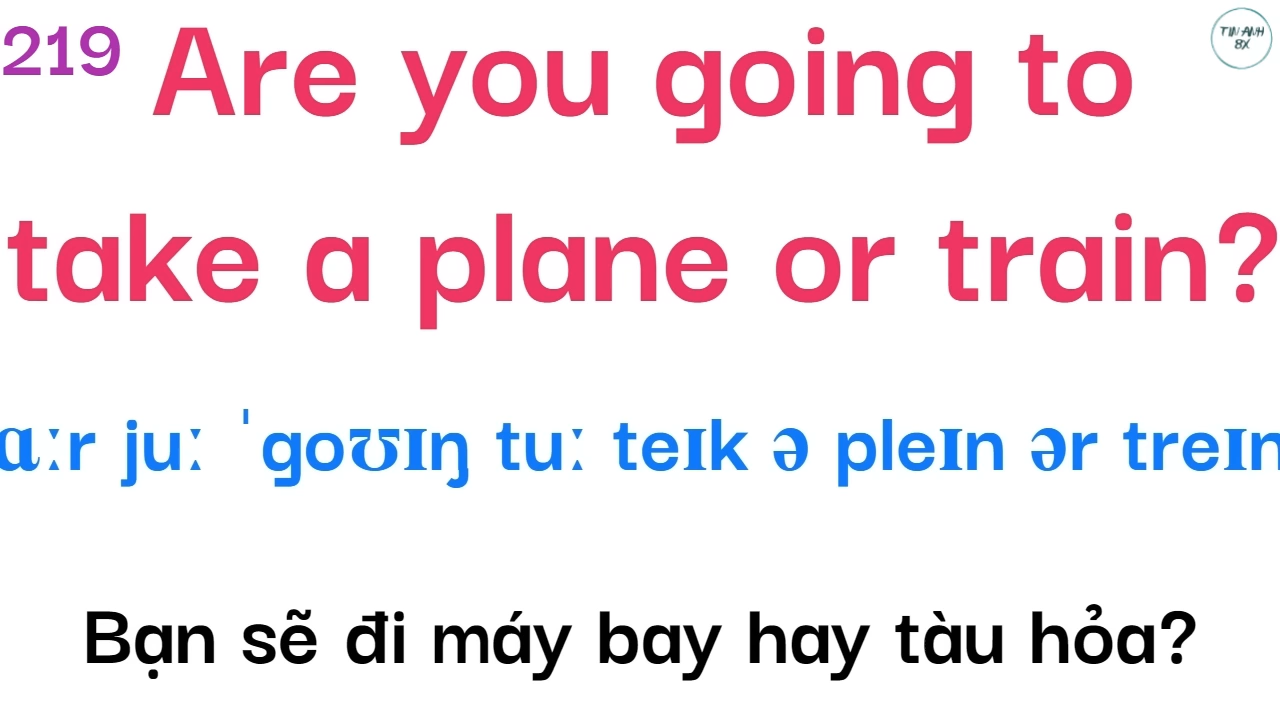 219 Are you going to
take a plane or train?
ɑːr juː ˈgoʊɪŋ tuː teɪk ə pleɪn ər treɪn
Bạn sẽ đi máy bay hay tàu hỏa?
TIN ANH
8X